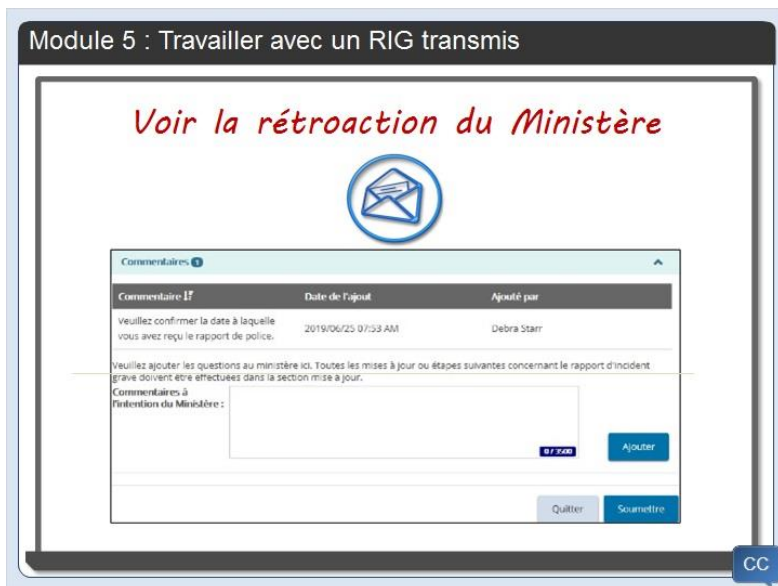 Module 5 : Travailler avec un RIG transmis
Voir la rétroaction du Ministère
Commentaires 1
Commentaire Date de l'ajout Ajouté par
Veuillez confirmer la date à laquelle
vous avez reçu le rapport de police.
2019/06/25 07:53 AM Debra Starr
Veuillez ajouter les questions au ministère ici. Toutes les mises à jour ou étapes suivantes concernant le rapport d'incident
grave doivent être effectuées dans la section mise à jour.
Commentaires à
l'intention du Ministère :
0 / 3500
Ajouter
Quitter Soumettre
CC